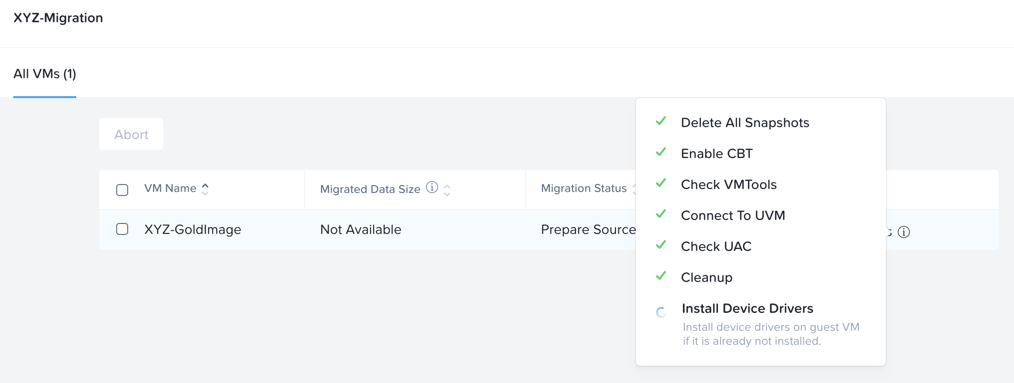 XYZ-Migration
All VMs (1)
Abort
VM Name
Migrated Data Size
Migration Status
XYZ-GoldImage
Not Available
Prepare Source
Delete All Snapshots
Enable CBT
Check VMTools
Connect To UVM
Check UAC
Cleanup
Install Device Drivers
Install device drivers on guest VM
if it is already not installed.